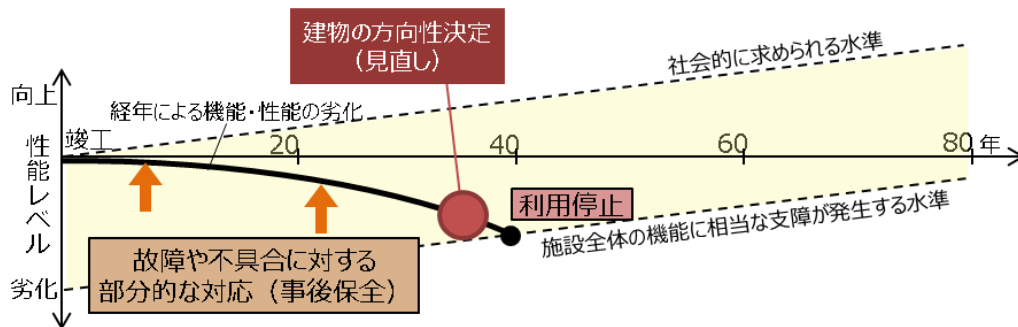 建物の方向性決定
（見直し）
社会的に求められる水準
向上
経年による機能・性能の劣化
竣工
20
40
60
80 年
性能レベル
利用停止
施設全体の機能に相当な支障が発生する水準
故障や不具合に対する
部分的な対応（事後保全）
劣化